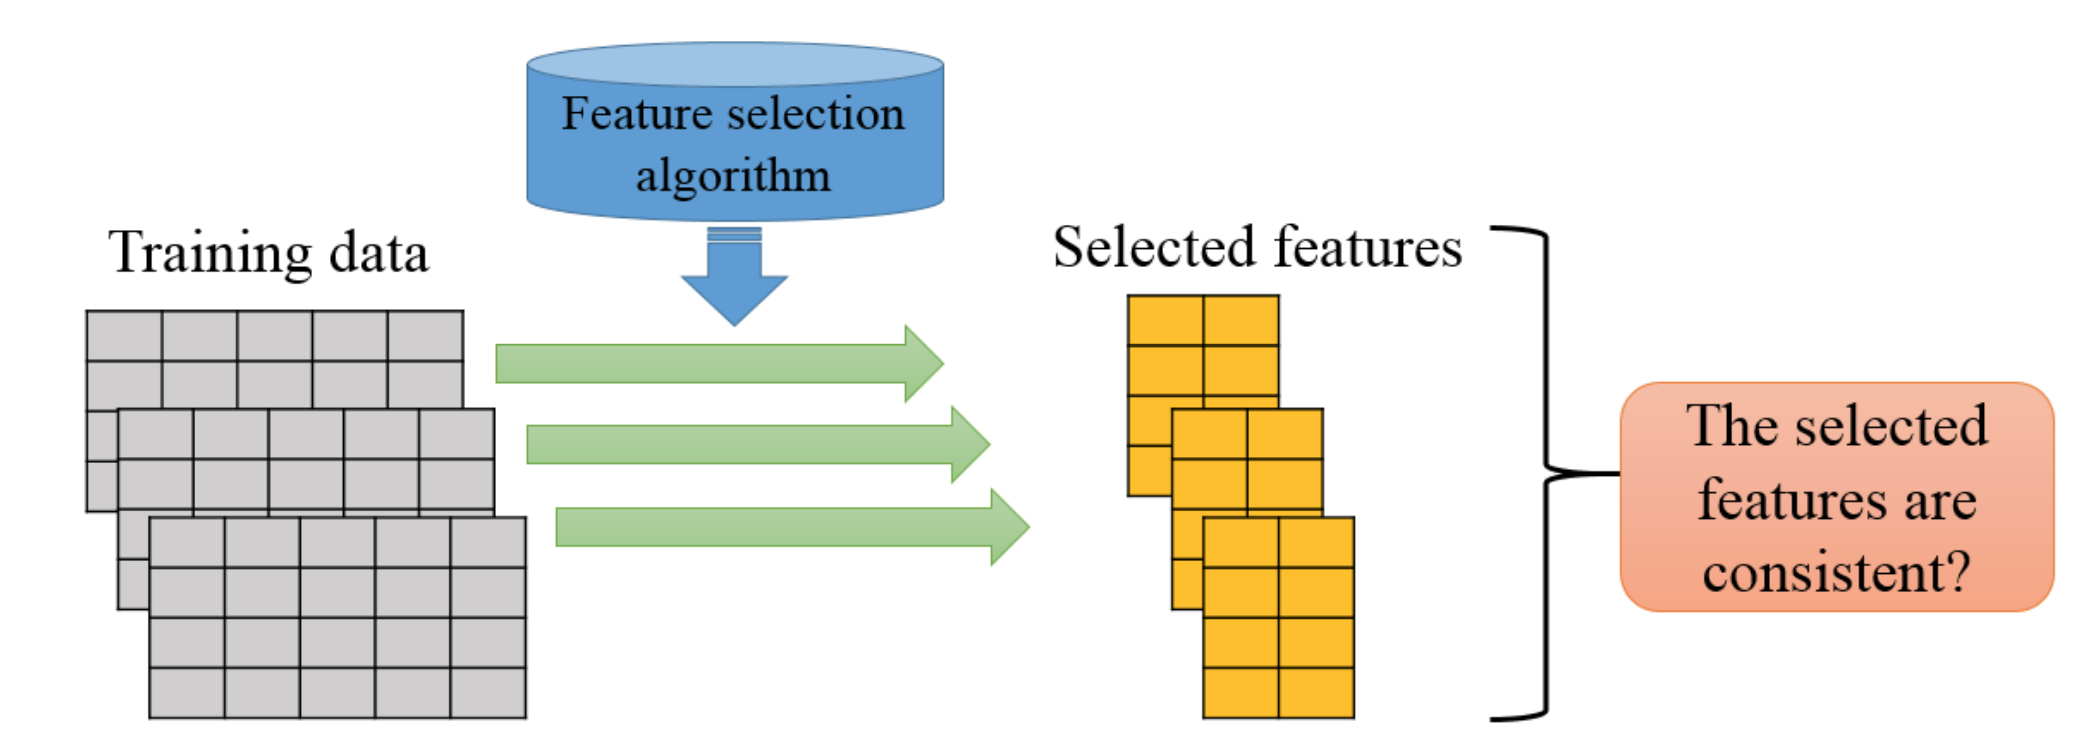 Feature selection
algorithm
Training data
Selected features
The selected
features are
consistent?